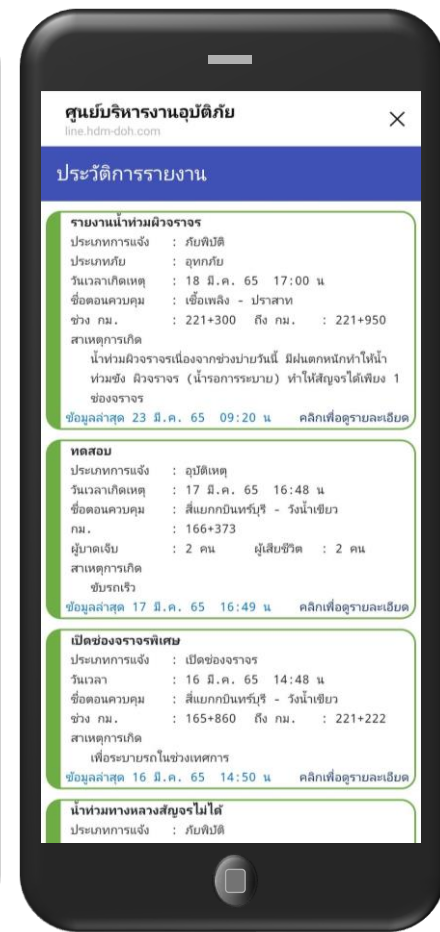 ศูนย์บริหารงานอุบัติภัย
line.hdm-doh.com
ประวัติการรายงาน
รายงานน้ำท่วมผิวจราจร
ประเภทการแจ้ง : ภัยพิบัติ
ประเภทภัย : อุทกภัย
วันเวลาเกิดเหตุ : 18 มี.ค. 65 17:00 น
ชื่อตอนควบคุม : เชื้อเพลิง - ปราสาท
ช่วง กม. : 221+300 ถึง กม. : 221+950
สาเหตุการเกิด
น้ำท่วมผิวจราจรเนื่องจากช่วงบ่ายวันนี้ มีฝนตกหนักทำให้น้ำ
ท่วมขัง ผิวจราจร (น้ำรอการระบาย) ทำให้สัญจรได้เพียง 1
ช่องจราจร
ข้อมูลล่าสุด 23 มี.ค. 65 09:20 น คลิกเพื่อดูรายละเอียด
ทดสอบ
ประเภทการแจ้ง : อุบัติเหตุ
วันเวลาเกิดเหตุ : 17 มี.ค. 65 16:48 น
ชื่อตอนควบคุม : สี่แยกกบินทร์บุรี - วังน้ำเขียว
กม. : 166+373
ผู้บาดเจ็บ : 2 คน ผู้เสียชีวิต : 2 คน
สาเหตุการเกิด
ขับรถเร็ว
ข้อมูลล่าสุด 17 มี.ค. 65 16:49 น คลิกเพื่อดูรายละเอียด
เปิดช่องจราจรพิเศษ
ประเภทการแจ้ง : เปิดช่องจราจร
วันเวลา : 16 มี.ค. 65 14:48 น
ชื่อตอนควบคุม : สี่แยกกบินทร์บุรี - วังน้ำเขียว
ช่วง กม. : 165+860 ถึง กม. : 221+222
สาเหตุการเกิด
เพื่อระบายรถในช่วงเทศการ
ข้อมูลล่าสุด 16 มี.ค. 65 14:50 น คลิกเพื่อดูรายละเอียด
น้ำท่วมทางหลวงสัญจรไม่ได้
ประเภทการแจ้ง : ภัยพิบัติ